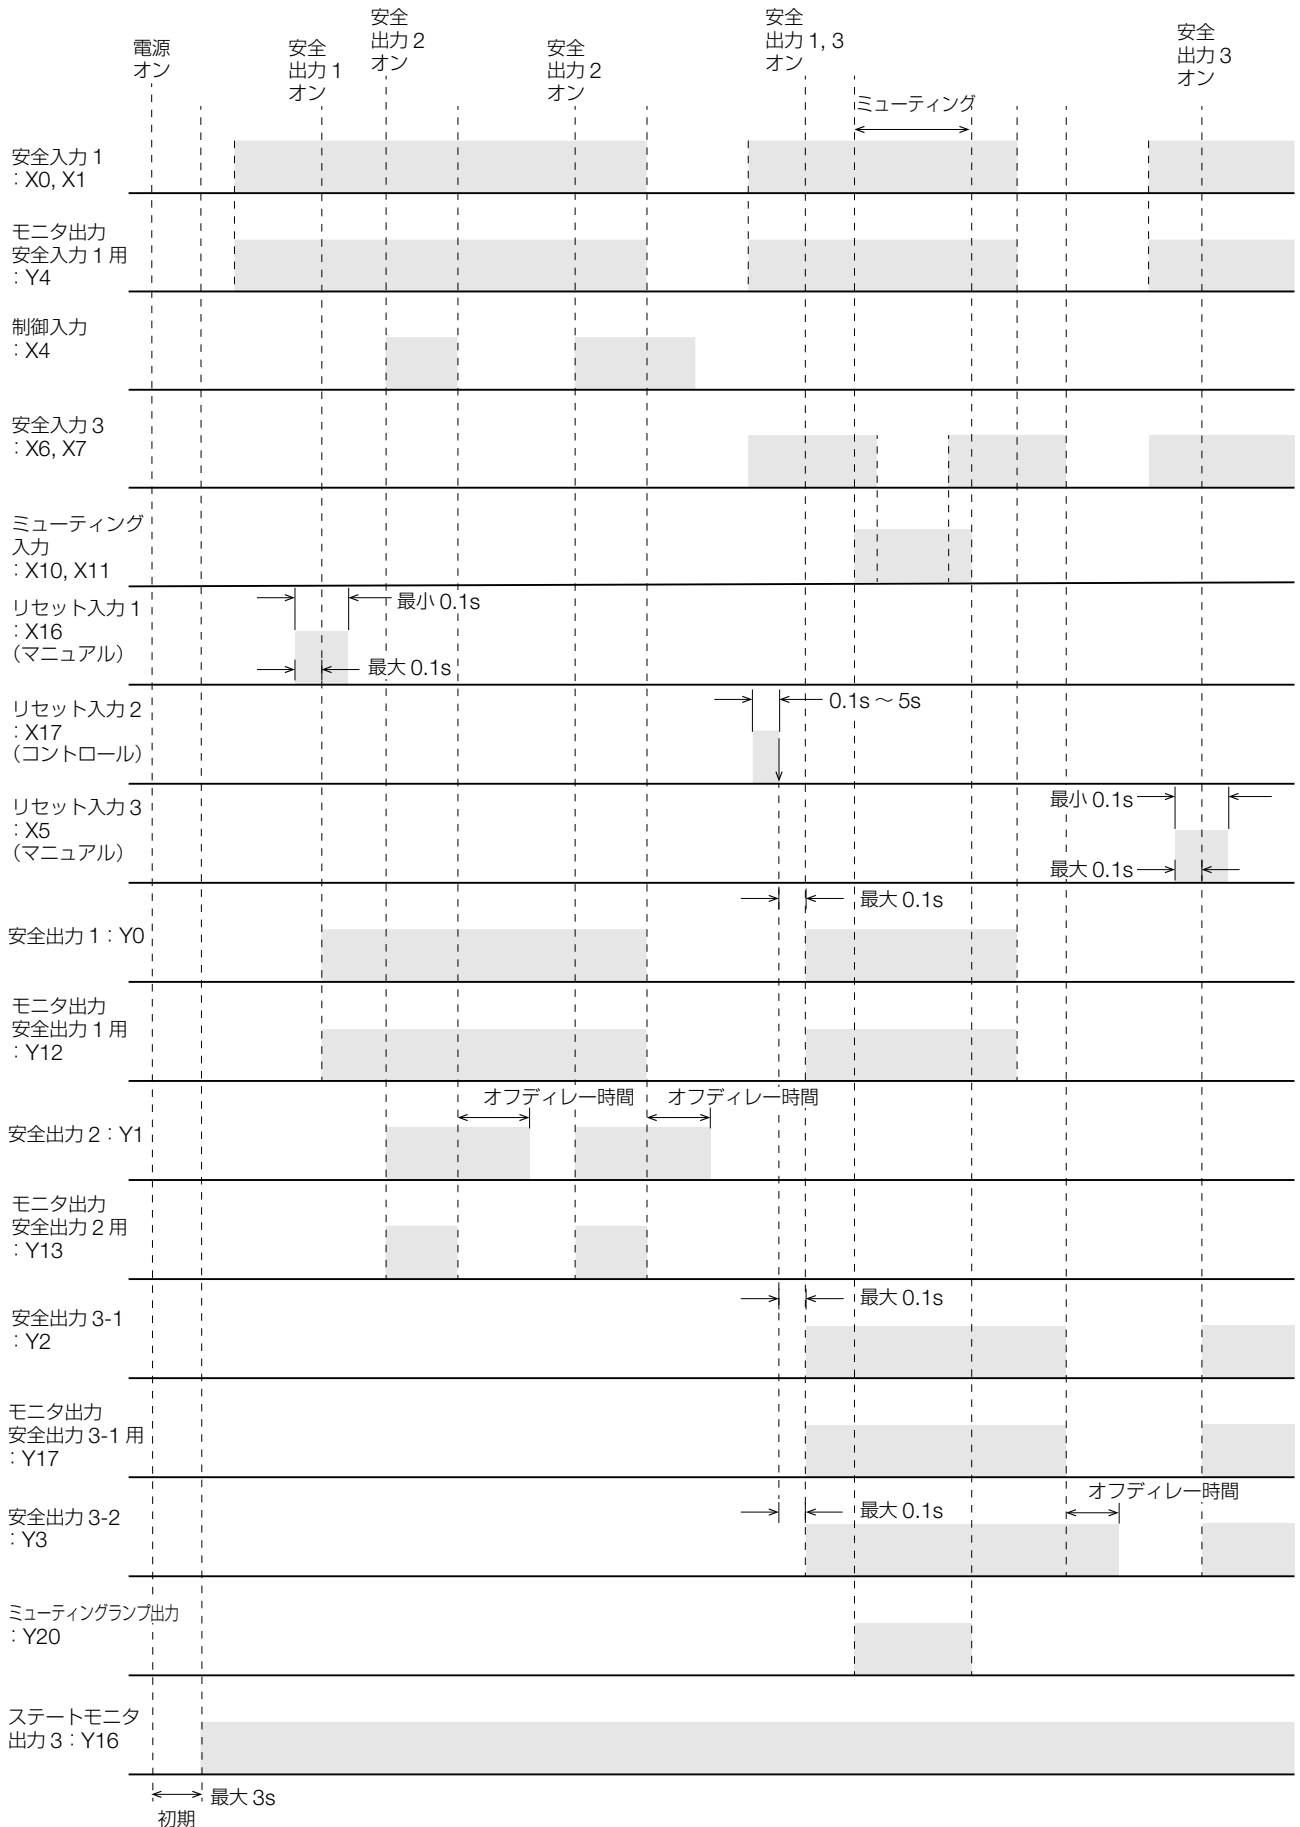 電源
オン
安全
出力 1
オン
安全
出力 2
オン
安全
出力 2
オン
安全
出力 1, 3
オン
安全
出力 3
オン
ミューティング
安全入力 1
: X0, X1
モニタ出力
安全入力 1 用
: Y4
制御入力
: X4
安全入力 3
: X6, X7
ミューティング
入力
: X10, X11
リセット入力 1
: X16
(マニュアル)
最小 0.1s
最大 0.1s
リセット入力 2
: X17
(コントロール)
0.1s ～ 5s
リセット入力 3
: X5
(マニュアル)
最小 0.1s
最大 0.1s
最大 0.1s
安全出力 1 : Y0
モニタ出力
安全出力 1 用
: Y12
オフディレー時間
オフディレー時間
安全出力 2 : Y1
モニタ出力
安全出力 2 用
: Y13
最大 0.1s
安全出力 3-1
: Y2
モニタ出力
安全出力 3-1 用
: Y17
オフディレー時間
最大 0.1s
安全出力 3-2
: Y3
ミューティングランプ出力
: Y20
ステートモニタ
出力 3 : Y16
最大 3s
初期